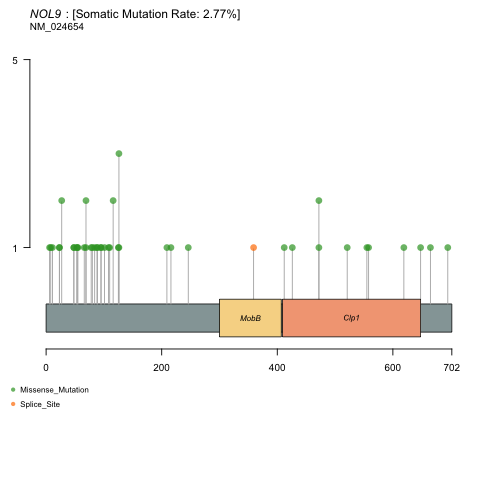 NOL9 : [Somatic Mutation Rate: 2.77%]
NM_024654
5
1
MobB
Clp1
0
200
400
600
702
Missense_Mutation
Splice_Site